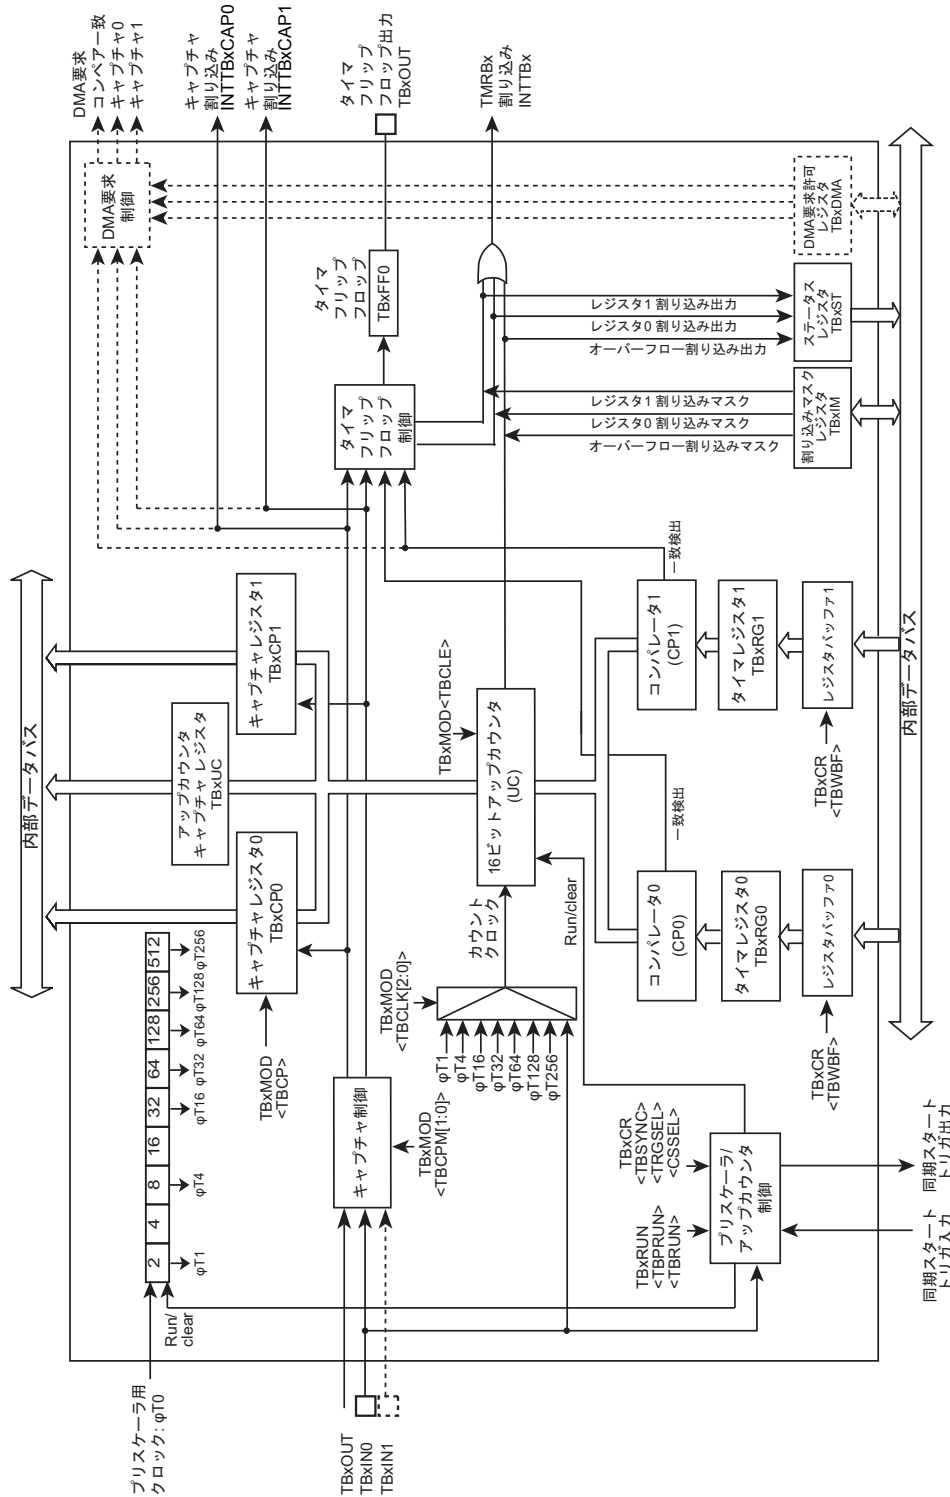 プリスケーラ用
クロック: φT0
Run/
clear
2
4
8
16
32
64
128
256
512
φT1
φT4
φT16
φT32
φT64
φT128
φT256
内部データバス
TBxOUT
TBxIN0
TBxIN1
キャプチャ制御
TBxMOD
<TBCPM[1:0]>
TBxMOD
<TBCP>
キャプチャレジスタ0
TBxCP0
アップカウンタ
キャプチャ レジスタ
TBxUC
キャプチャレジスタ1
TBxCP1
φT1
φT4
φT16
φT32
φT64
φT128
φT256
TBxMOD
<TBCLK[2:0]>
カウント
クロック
16ビットアップカウンタ
(UC)
TBxMOD<TBCLE>
Run/clear
TBxRUN
<TBPRUN>
<TBRUN>
TBxCR
<TBSYNC>
<TRGSEL>
<CSSEL>
プリスケーラ/
アップカウンタ
制御
同期スタート
トリガ入力
同期スタート
トリガ出力
コンパレータ0
(CP0)
一致検出
タイマレジスタ0
TBxRG0
レジスタバッファ0
TBxCR
<TBWBF>
コンパレータ1
(CP1)
一致検出
タイマレジスタ1
TBxRG1
レジスタバッファ1
TBxCR
<TBWBF>
内部データバス
タイマ
フリップ
フロップ
制御
タイマ
フリップ
フロップ
TBxFF0
レジスタ1 割り込み出力
レジスタ0 割り込み出力
オーバーフロー割り込み出力
レジスタ1 割り込みマスク
レジスタ0 割り込みマスク
オーバーフロー割り込みマスク
割り込みマスク
レジスタ
TBxIM
ステータス
レジスタ
TBxST
DMA要求許可
レジスタ
TBxDMA
DMA要求
制御
DMA要求
コンペアー致
キャプチャ0
キャプチャ1
キャプチャ
割り込み
INTTBxCAP0
キャプチャ
割り込み
INTTBxCAP1
タイマ
フリップ
フロップ出力
TBxOUT
TMRBx
割り込み
INTTBx